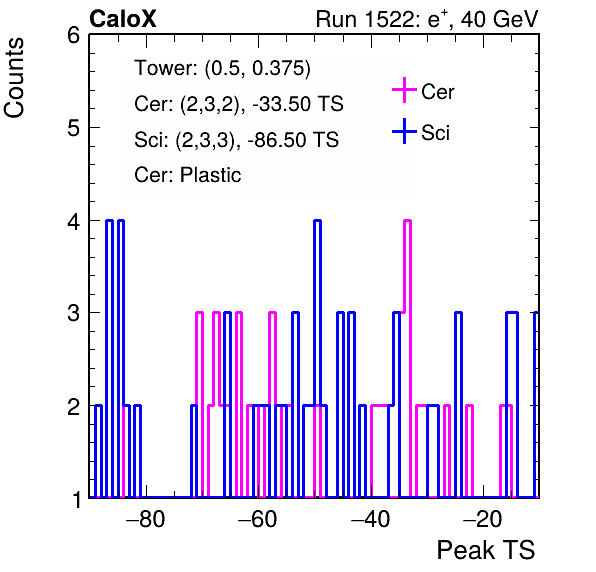 CaloX Run 1522: e⁺, 40 GeV
Counts
6
5
4
3
2
1
Tower: (0.5, 0.375)
Cer: (2,3,2), -33.50 TS
Sci: (2,3,3), -86.50 TS
Cer: Plastic
Cer
Sci
−80 −60 −40 −20
Peak TS